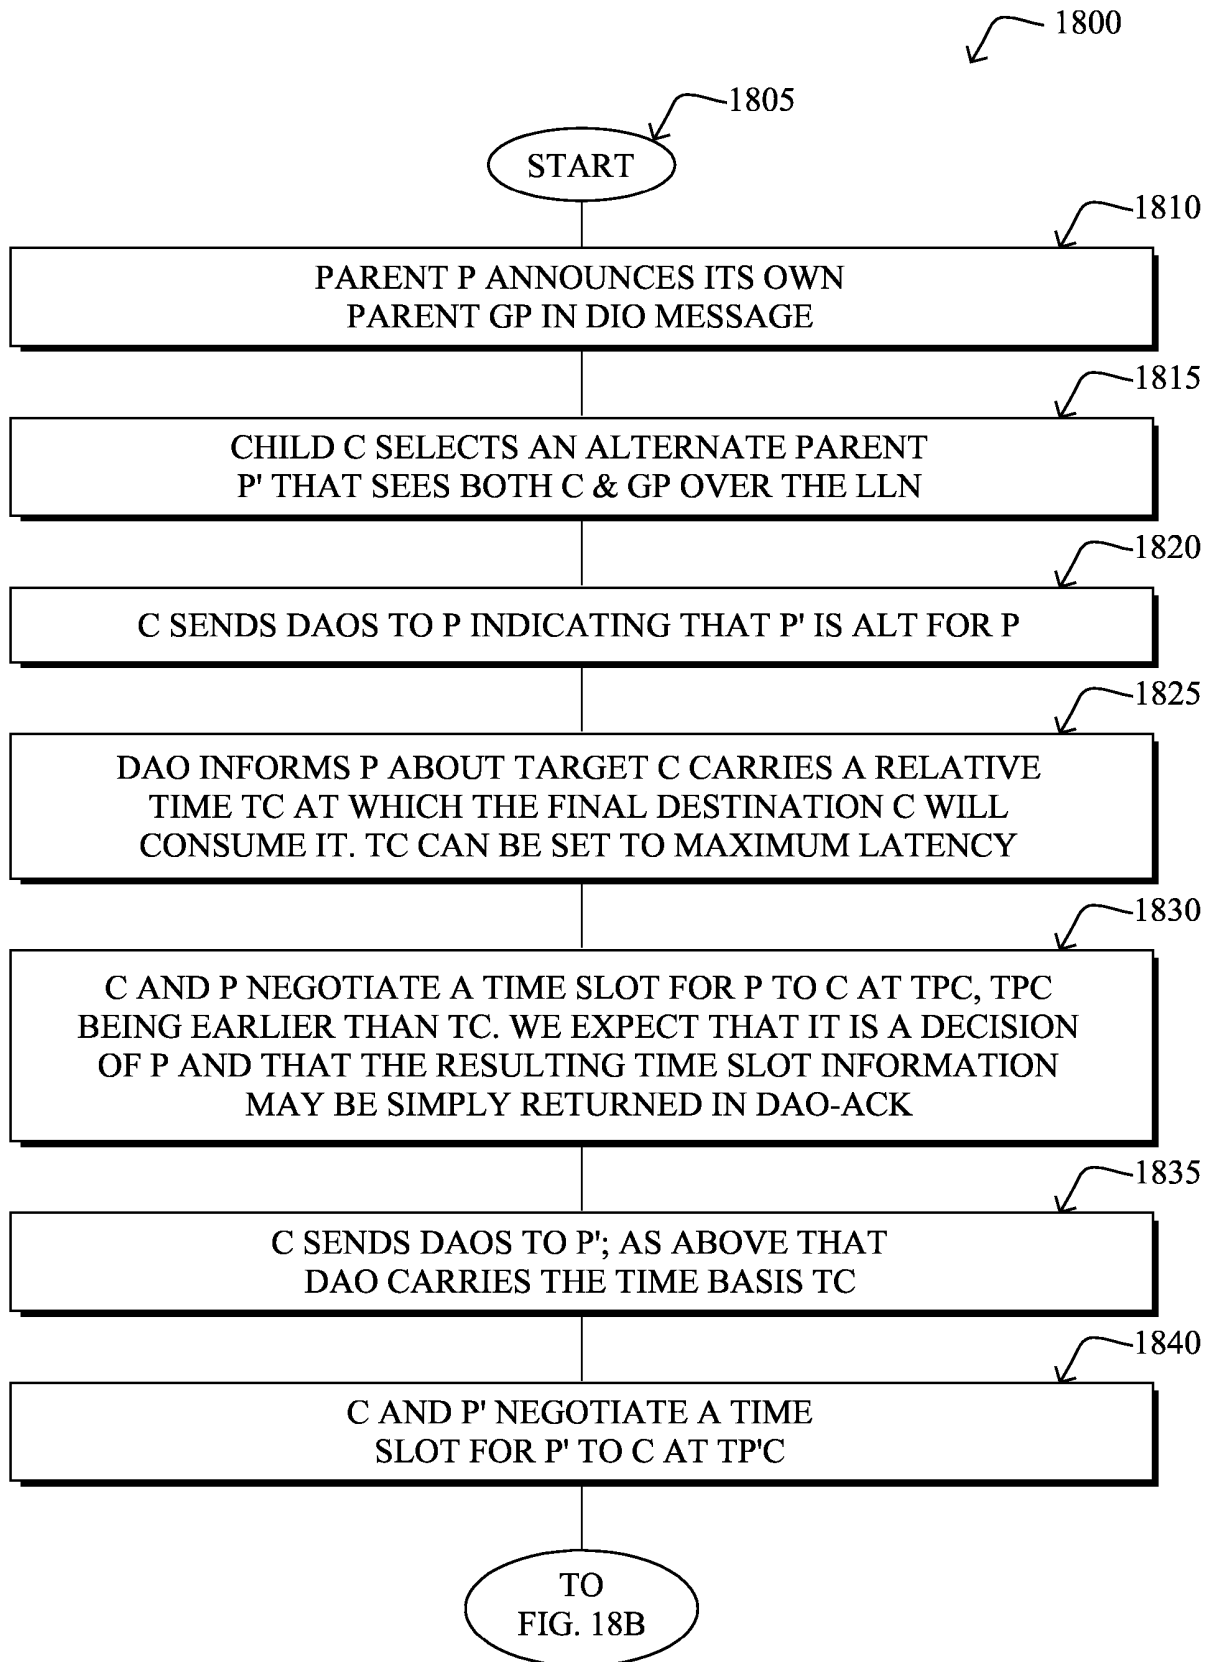 1800
1805
START
1810
PARENT P ANNOUNCES ITS OWN
PARENT GP IN DIO MESSAGE
1815
CHILD C SELECTS AN ALTERNATE PARENT
P' THAT SEES BOTH C & GP OVER THE LLN
1820
C SENDS DAOS TO P INDICATING THAT P' IS ALT FOR P
1825
DAO INFORMS P ABOUT TARGET C CARRIES A RELATIVE
TIME TC AT WHICH THE FINAL DESTINATION C WILL
CONSUME IT. TC CAN BE SET TO MAXIMUM LATENCY
1830
C AND P NEGOTIATE A TIME SLOT FOR P TO C AT TPC, TPC
BEING EARLIER THAN TC. WE EXPECT THAT IT IS A DECISION
OF P AND THAT THE RESULTING TIME SLOT INFORMATION
MAY BE SIMPLY RETURNED IN DAO-ACK
1835
C SENDS DAOS TO P'; AS ABOVE THAT
DAO CARRIES THE TIME BASIS TC
1840
C AND P' NEGOTIATE A TIME
SLOT FOR P' TO C AT TP'C
TO
FIG. 18B